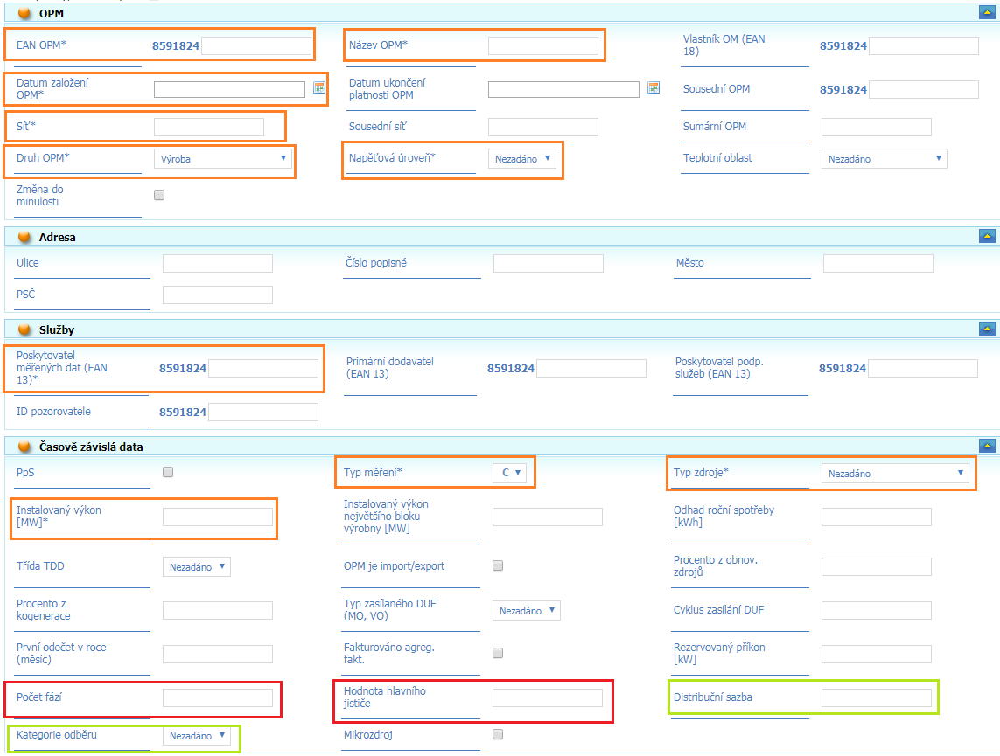 OPM
EAN OPM* 8591824
Název OPM*
Vlastník OM (EAN
18) 8591824
Datum založení
OPM*
Datum ukončení
platnosti OPM
Sousední OPM 8591824
Síť*
Sousední síť
Sumární OPM
Druh OPM* Výroba
Napěťová úroveň* Nezadáno
Teplotní oblast Nezadáno
Změna do
minulosti
Adresa
Ulice
Číslo popisné
Město
PSČ
Služby
Poskytovatel
měřených dat (EAN
13)* 8591824
Primární dodavatel
(EAN 13) 8591824
Poskytovatel podp.
služeb (EAN 13) 8591824
ID pozorovatele 8591824
Časově závislá data
PpS
Typ měření* C
Typ zdroje* Nezadáno
Instalovaný výkon
[MW]*
Instalovaný výkon
největšího bloku
výrobny [MW]
Odhad roční spotřeby
[kWh]
Třída TDD Nezadáno
OPM je import/export
Procento z obnov.
zdrojů
Procento z
kogenerace
Typ zasílaného DUF
(MO, VO) Nezadáno
Cyklus zasílání DUF
První odečet v roce
(měsíc)
Fakturováno agreg.
fakt.
Rezervovaný příkon
[kW]
Počet fází
Hodnota hlavního
jističe
Distribuční sazba
Kategorie odběru Nezadáno
Mikrozdroj